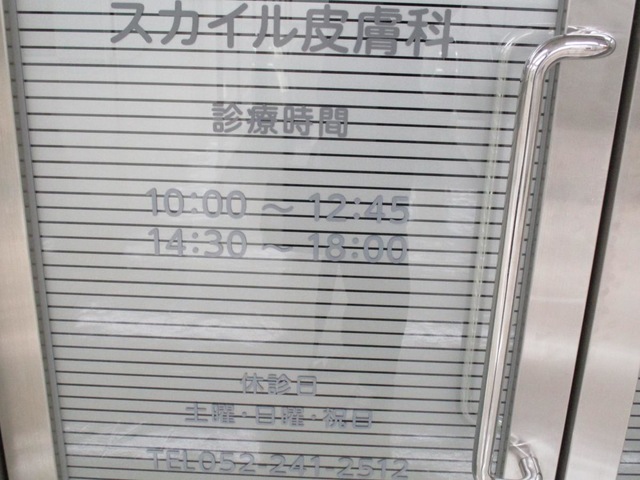 スカイル皮膚科
診療時間
10:00 ～ 12:45
14:30 ～ 18:00
休診日
土曜・日曜・祝日
TEL052-241-2512